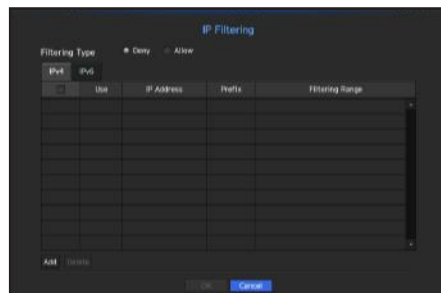 IP Filtering
Filtering Type Deny Allow
IPv4 IPv6
Use IP Address Prefix Filtering Range
Add Delete
OK Cancel